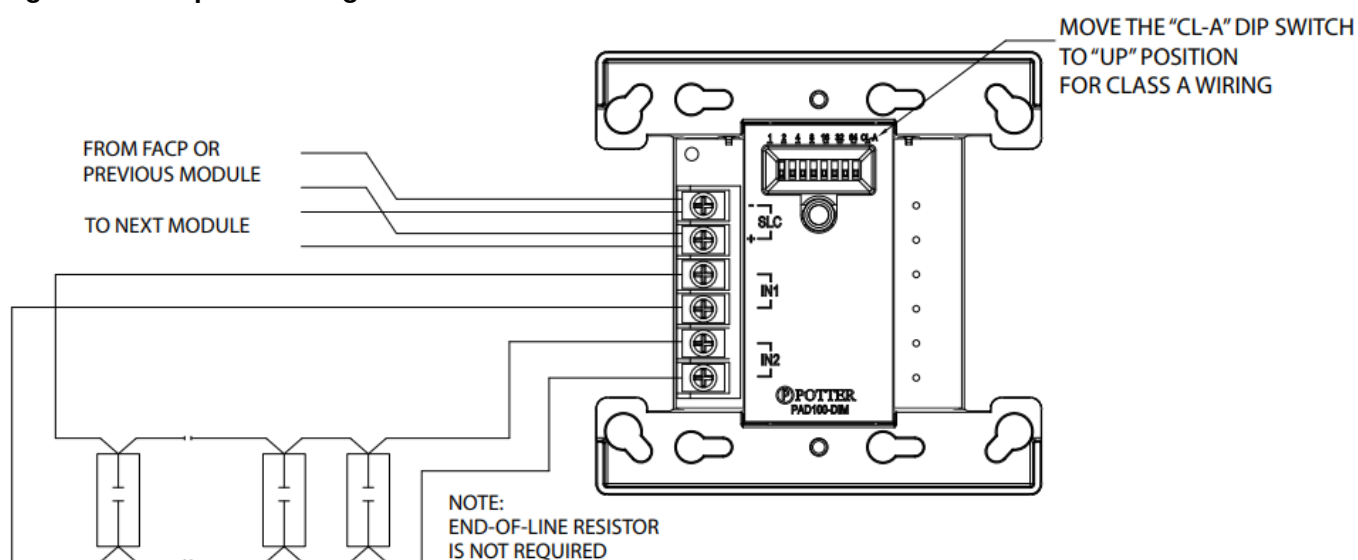 MOVE THE “CL-A” DIP SWITCH
TO “UP” POSITION
FOR CLASS A WIRING
1 2 4 8 16 32 64 CL-A
FROM FACP OR
PREVIOUS MODULE
TO NEXT MODULE
-
SLC
+
IN1
IN2
P POTTER
PAD100-DIM
NOTE:
END-OF-LINE RESISTOR
IS NOT REQUIRED